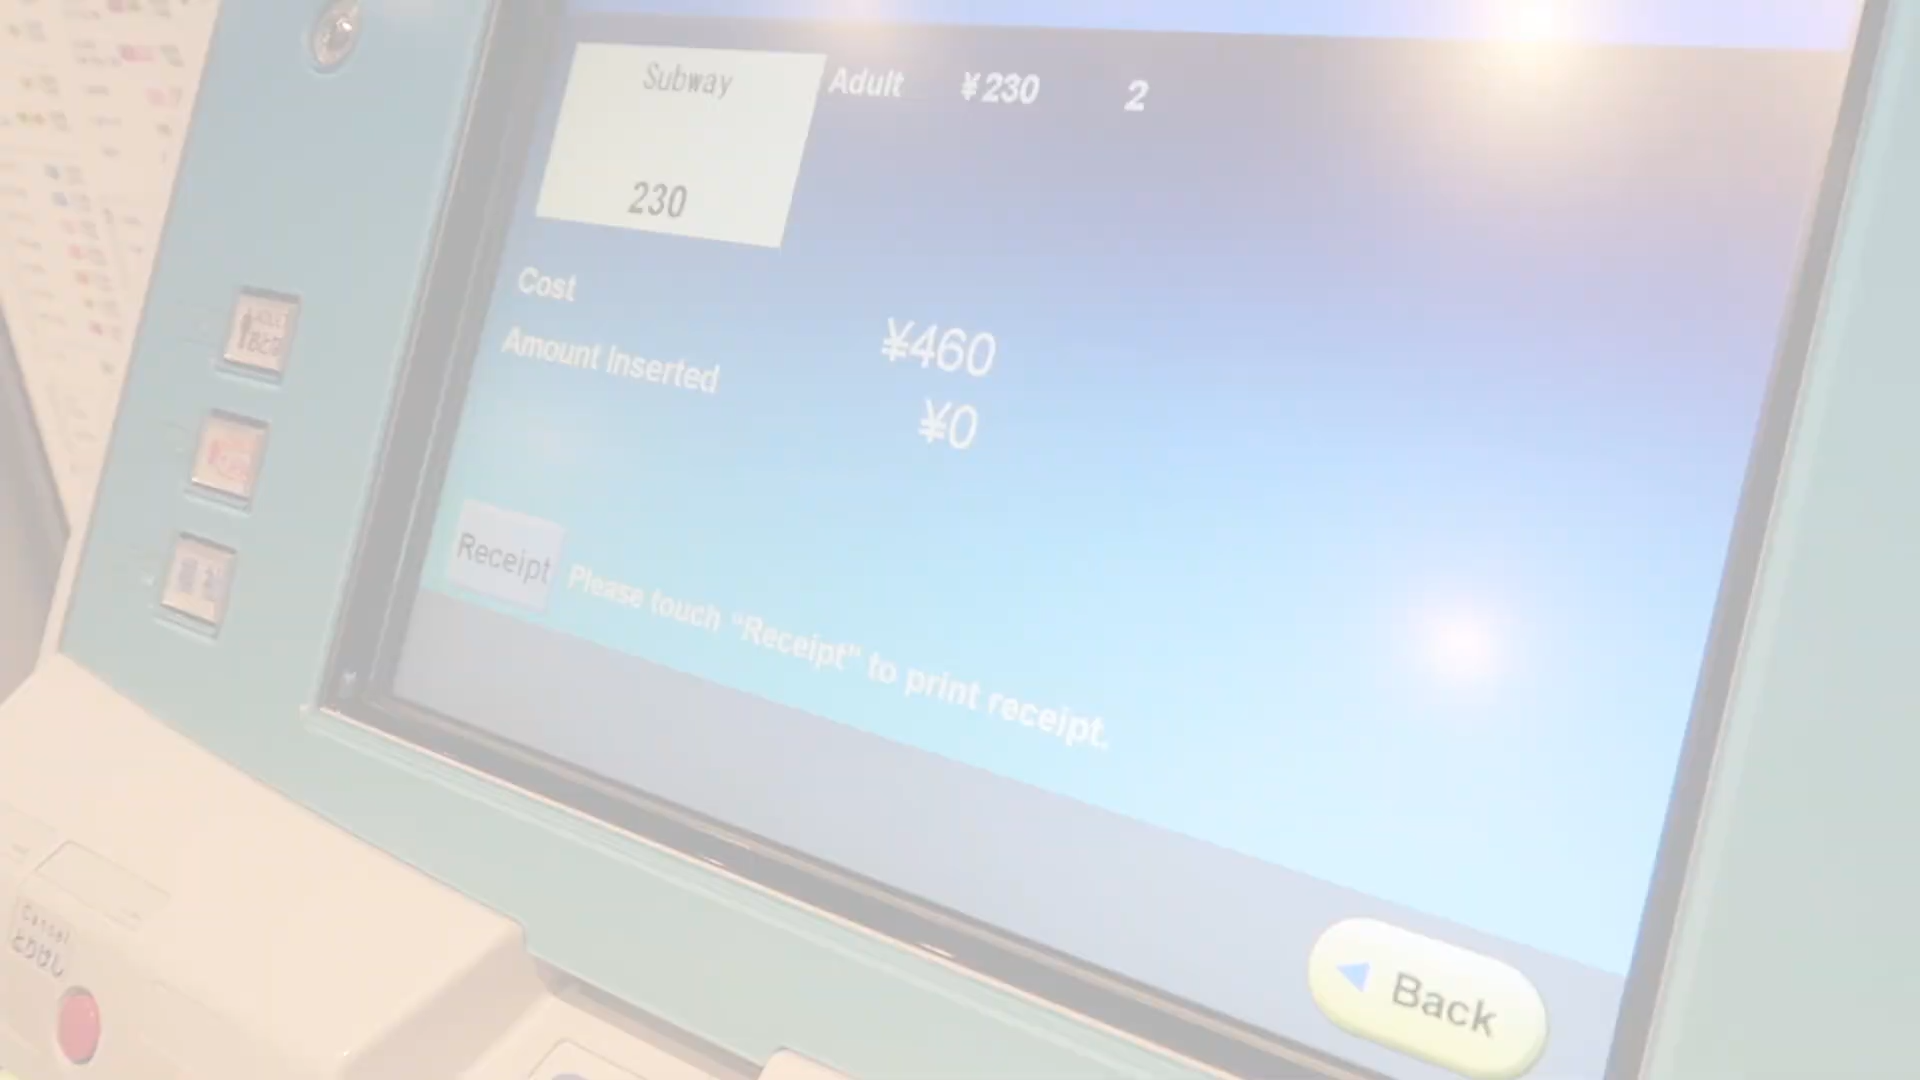 Subway
230
Adult ¥230 2
Cost ¥460
Amount Inserted ¥0
Receipt
Please touch “Receipt” to print receipt.
Back
Cancel
とりけし